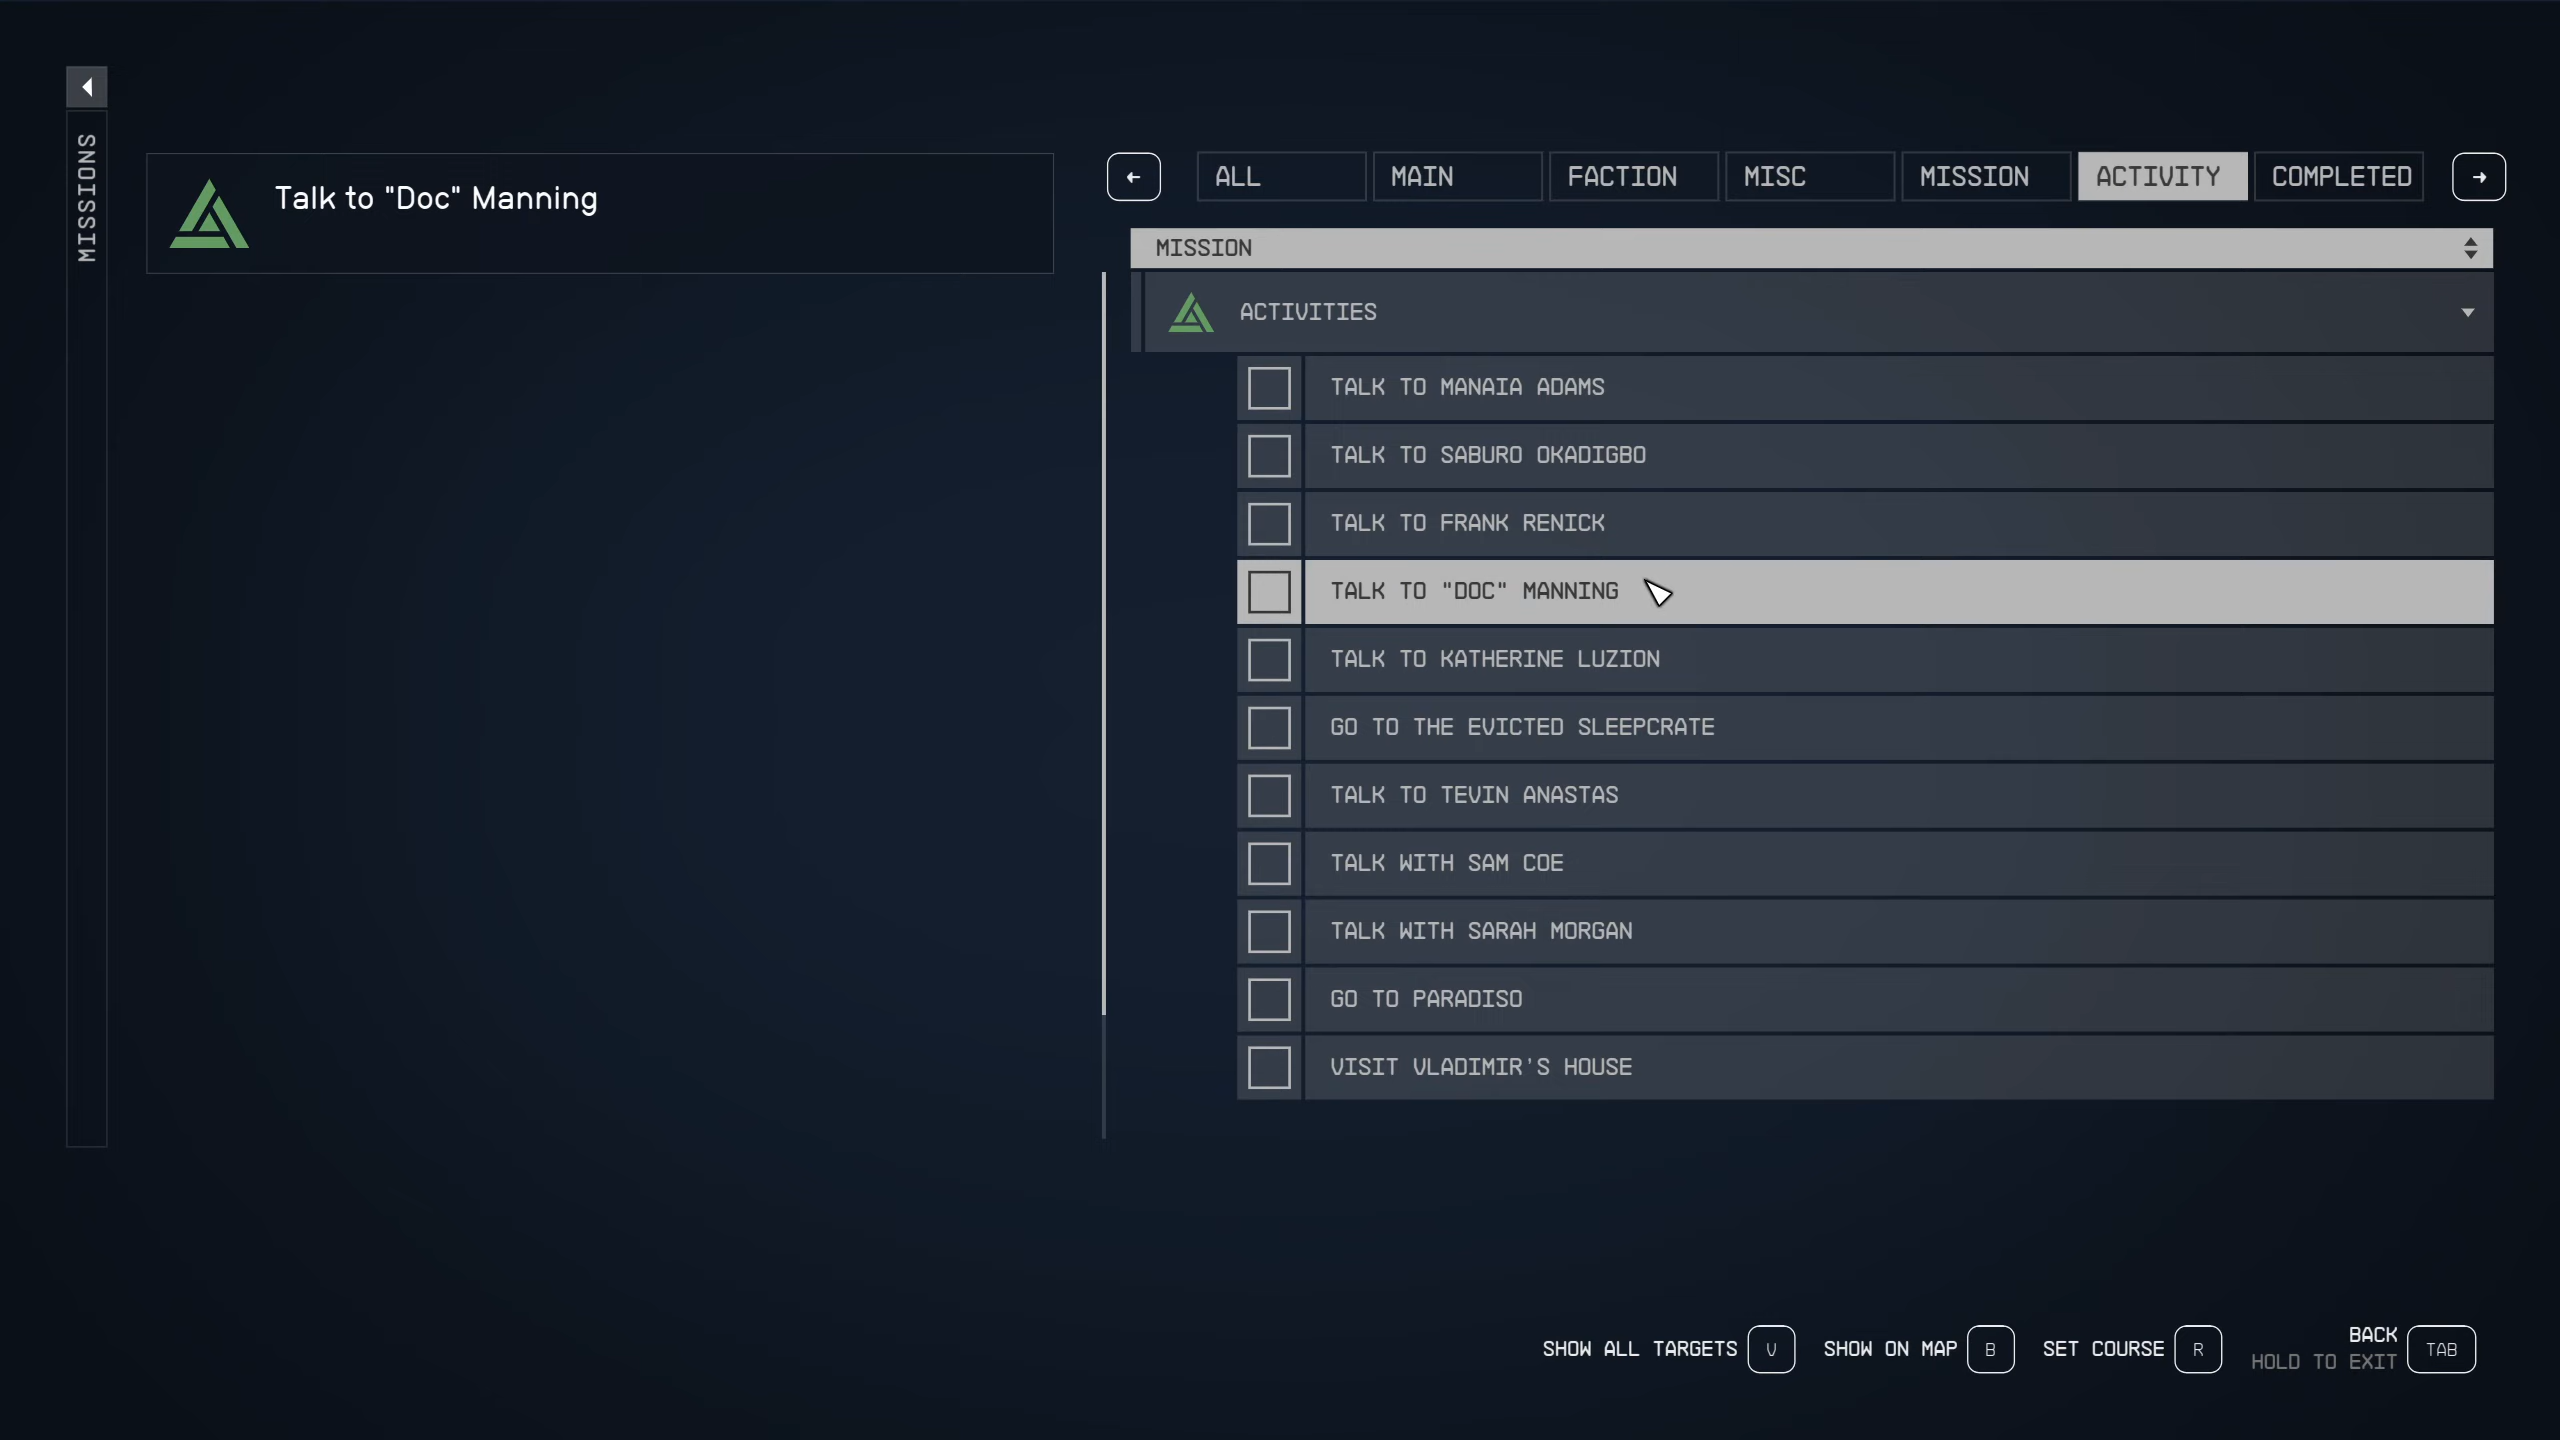 MISSIONS
Talk to "Doc" Manning
ALL
MAIN
FACTION
MISC
MISSION
ACTIVITY
COMPLETED
MISSION
ACTIVITIES
TALK TO MANAIA ADAMS
TALK TO SABURO OKADIGBO
TALK TO FRANK RENICK
TALK TO "DOC" MANNING
TALK TO KATHERINE LUZION
GO TO THE EVICTED SLEEPCRATE
TALK TO TEVIN ANASTAS
TALK WITH SAM COE
TALK WITH SARAH MORGAN
GO TO PARADISO
VISIT VLADIMIR'S HOUSE
SHOW ALL TARGETS V
SHOW ON MAP B
SET COURSE R
BACK
HOLD TO EXIT
TAB